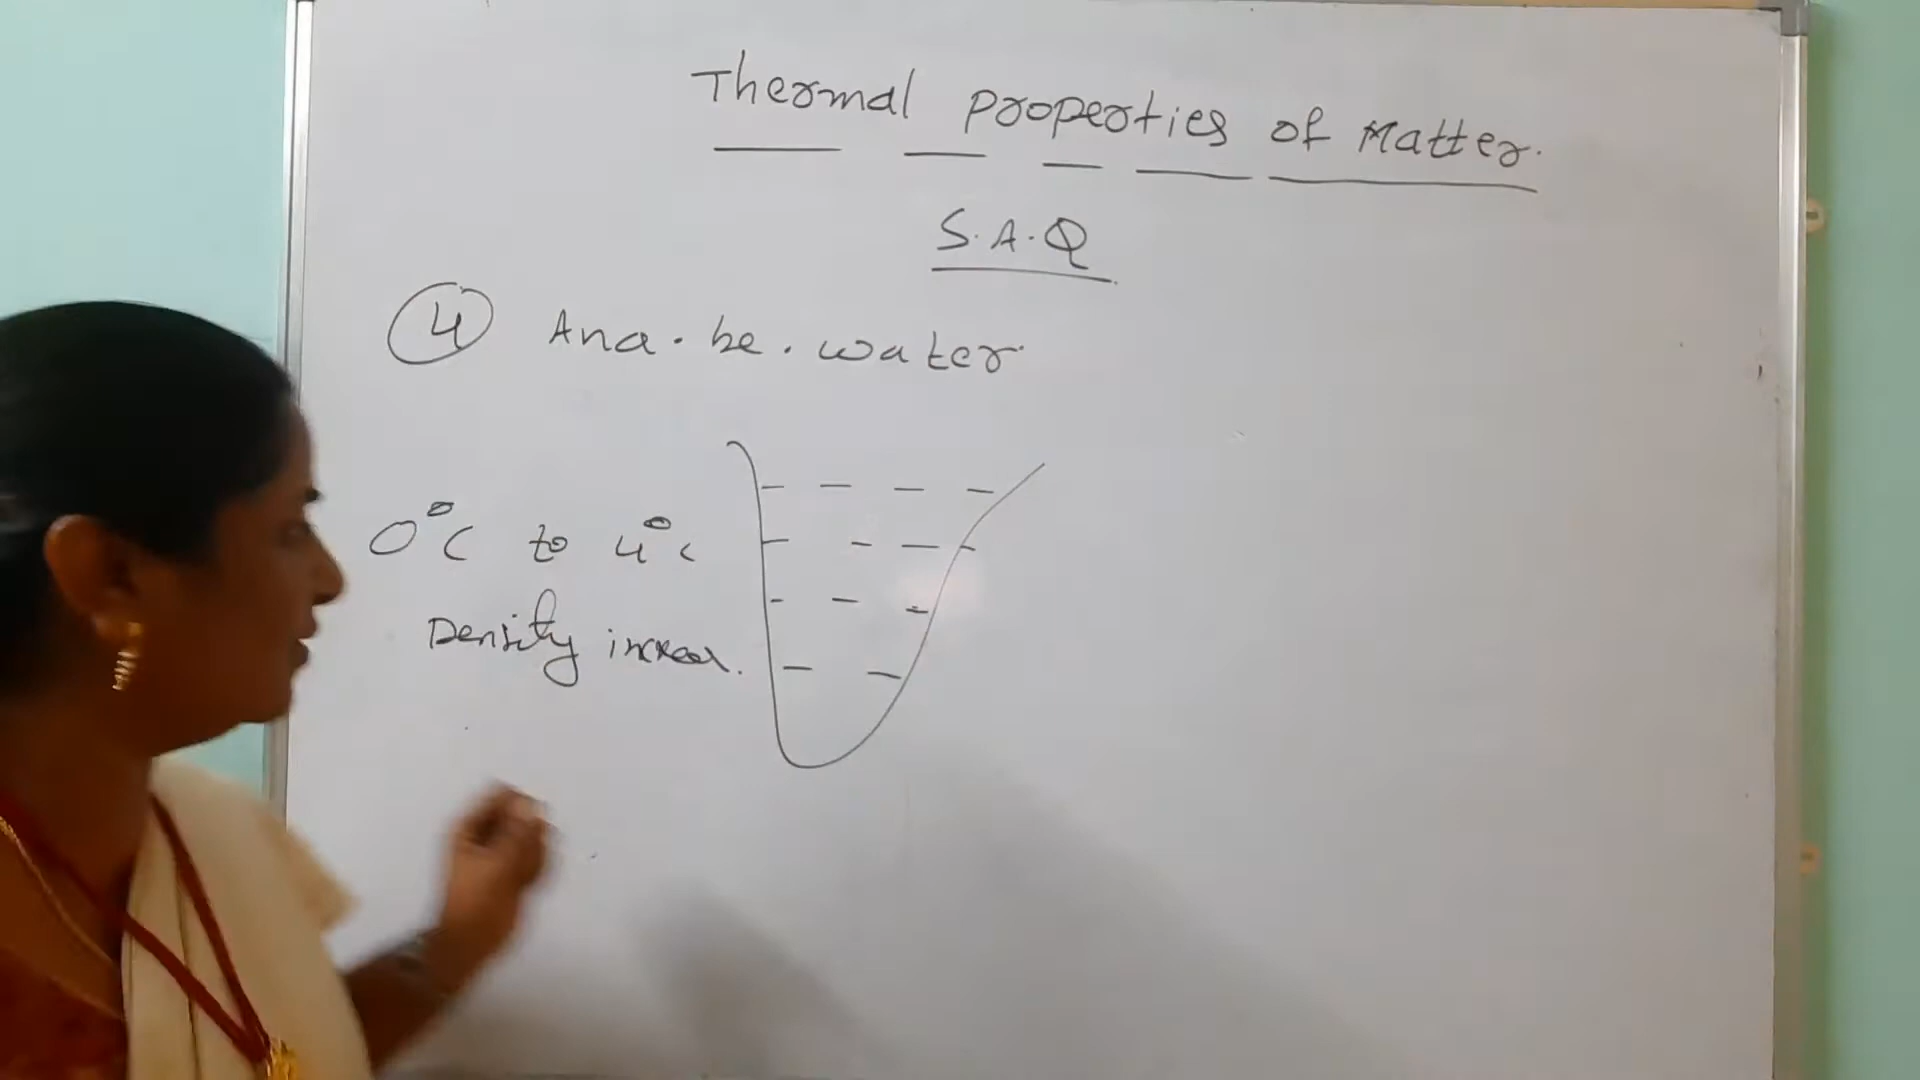 Thermal properties of Matter.
S.A.Q
4 Ana. be. water.
0°C to 4°C
Density increa.